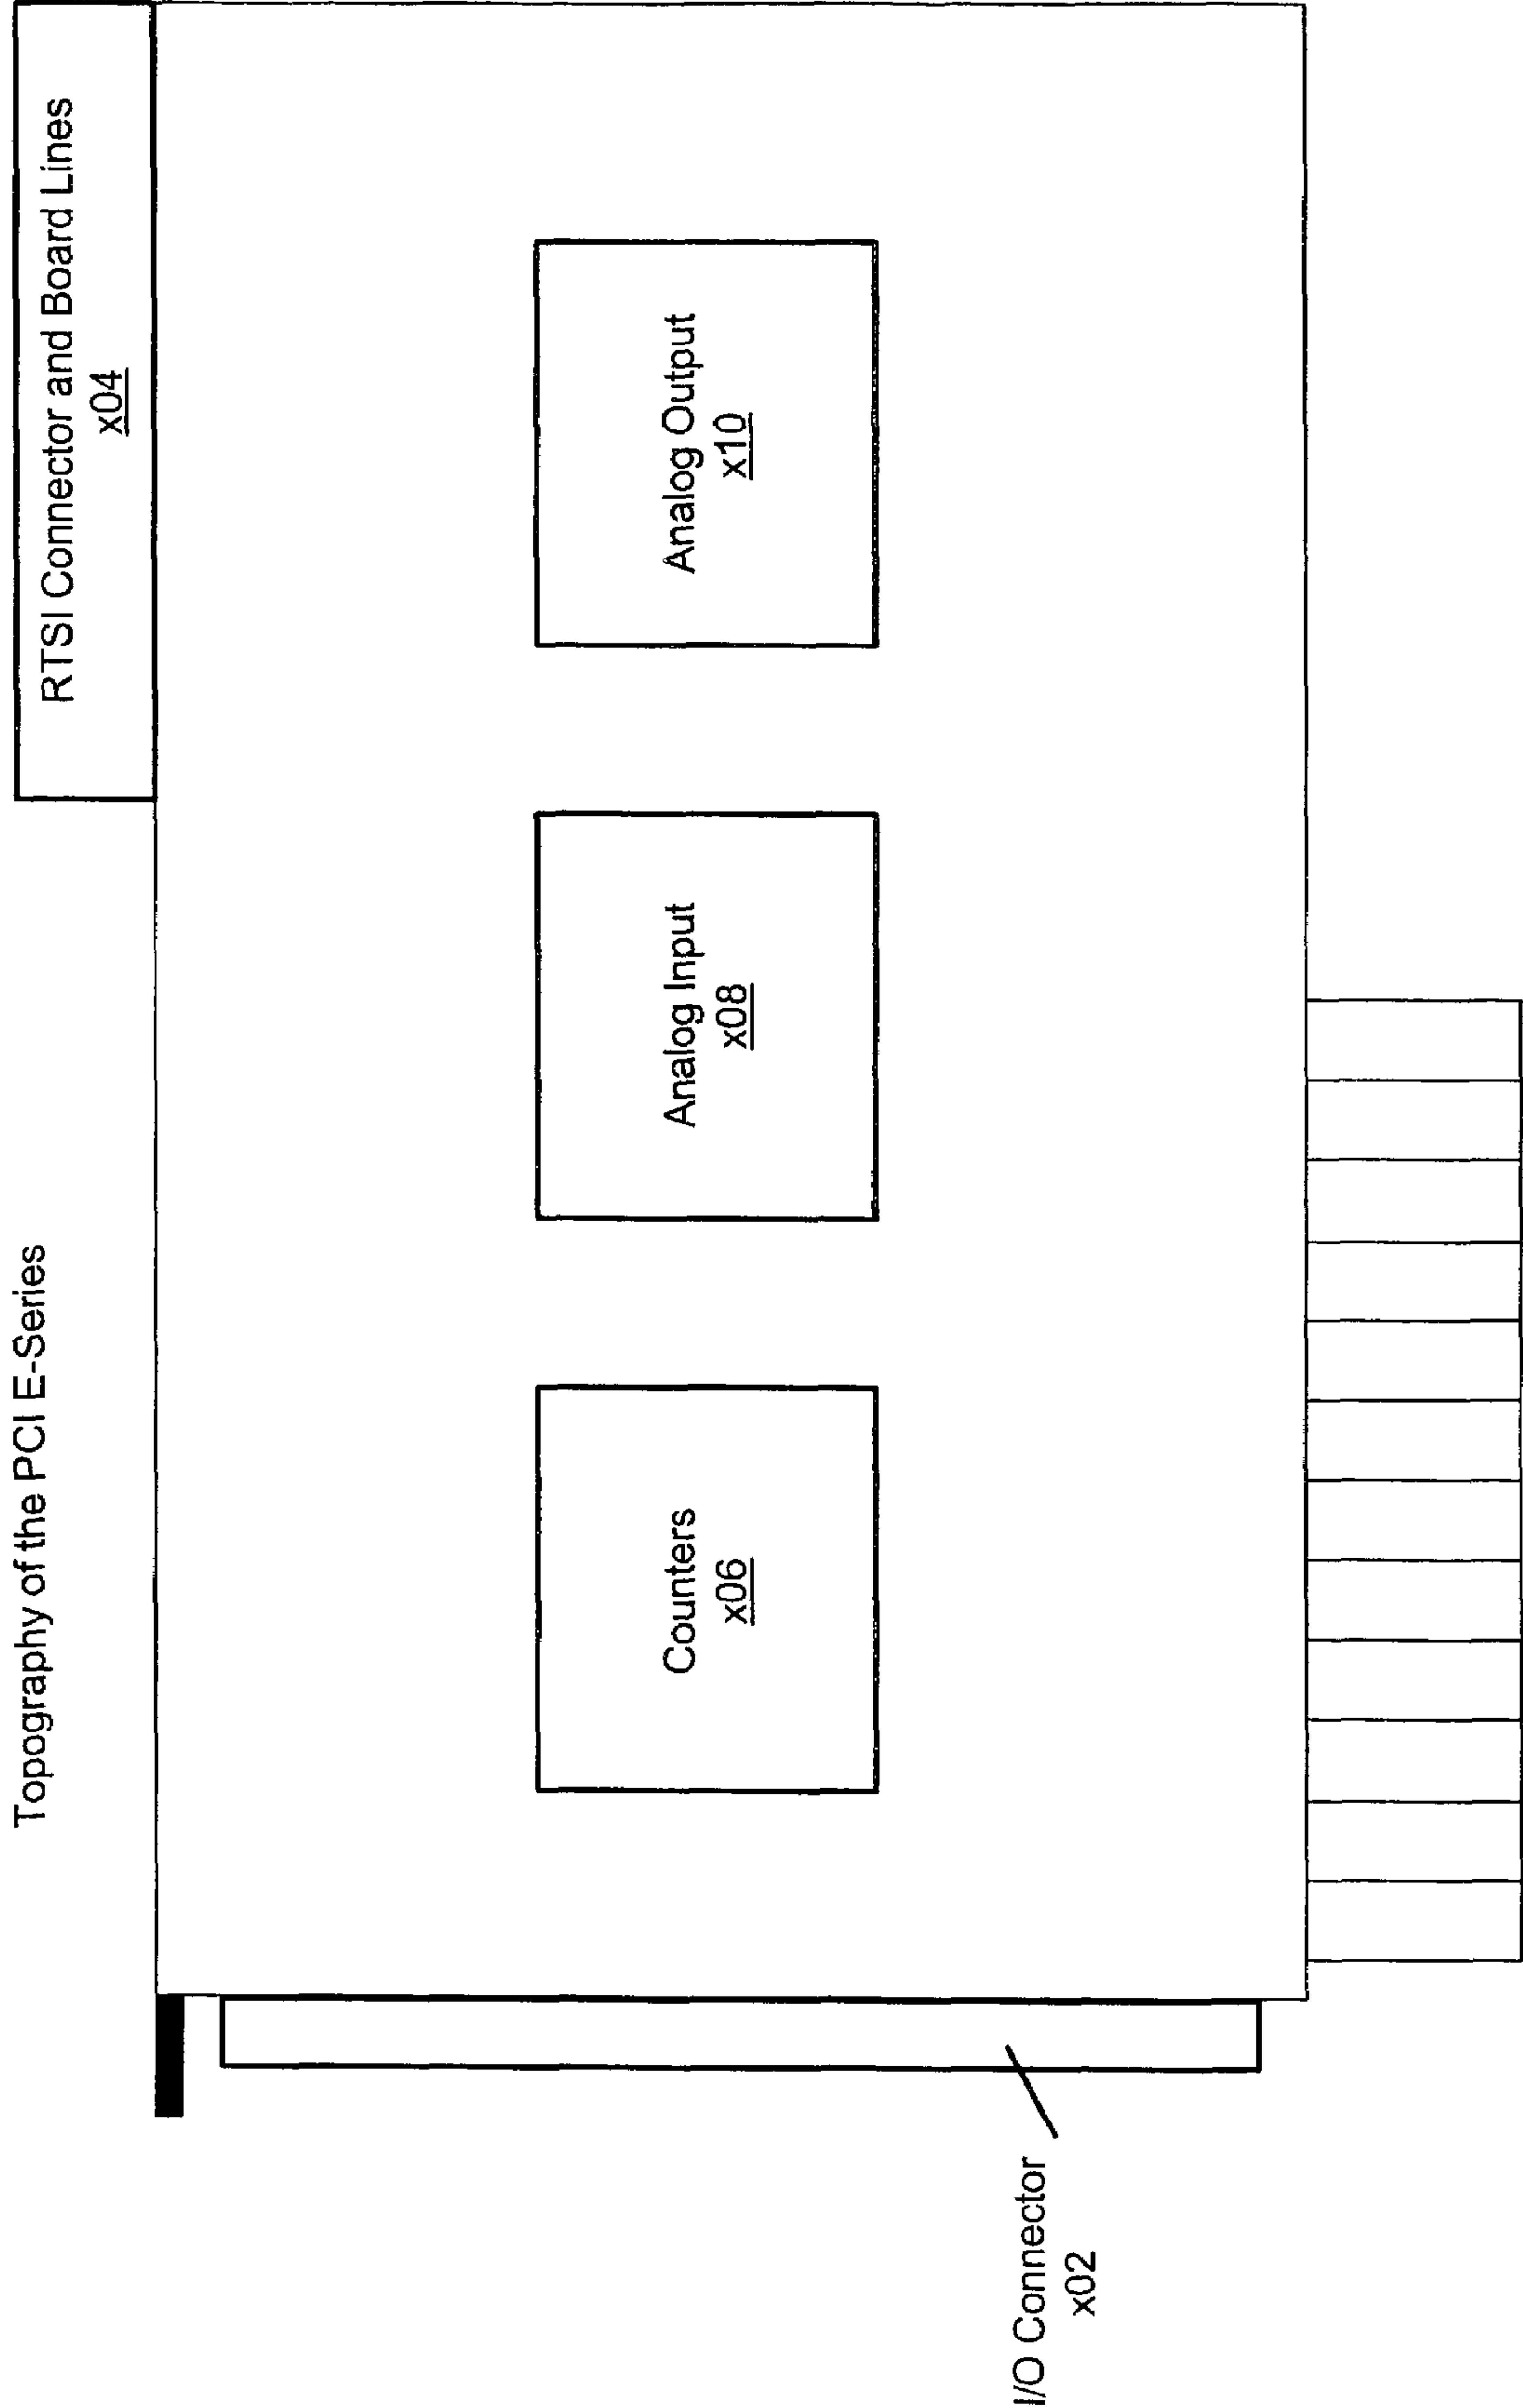 Topography of the PCI E-Series
RTSI Connector and Board Lines
x04
Counters
x06
Analog Input
x08
Analog Output
x10
I/O Connector
x02